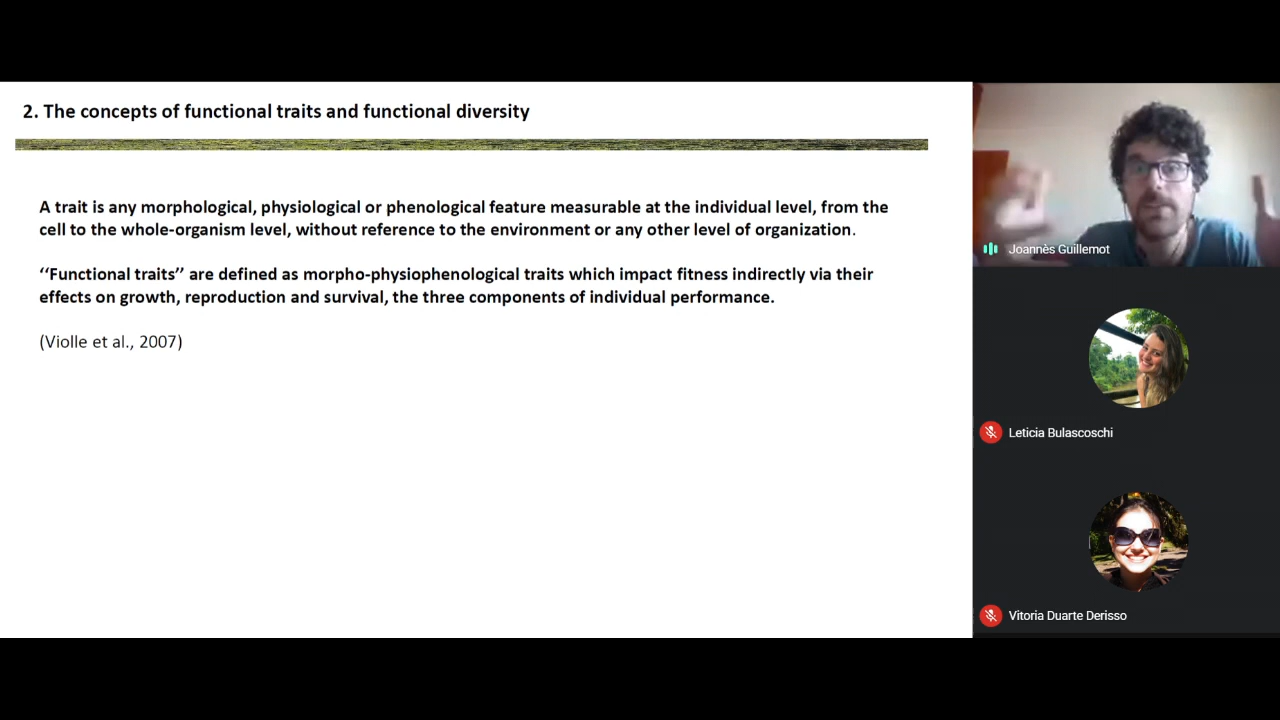 2. The concepts of functional traits and functional diversity
A trait is any morphological, physiological or phenological feature measurable at the individual level, from the
cell to the whole-organism level, without reference to the environment or any other level of organization.
‘‘Functional traits’’ are defined as morpho-physiophenological traits which impact fitness indirectly via their
effects on growth, reproduction and survival, the three components of individual performance.
(Violle et al., 2007)
Joannès Guillemot
Leticia Bulascoschi
Vitoria Duarte Derisso